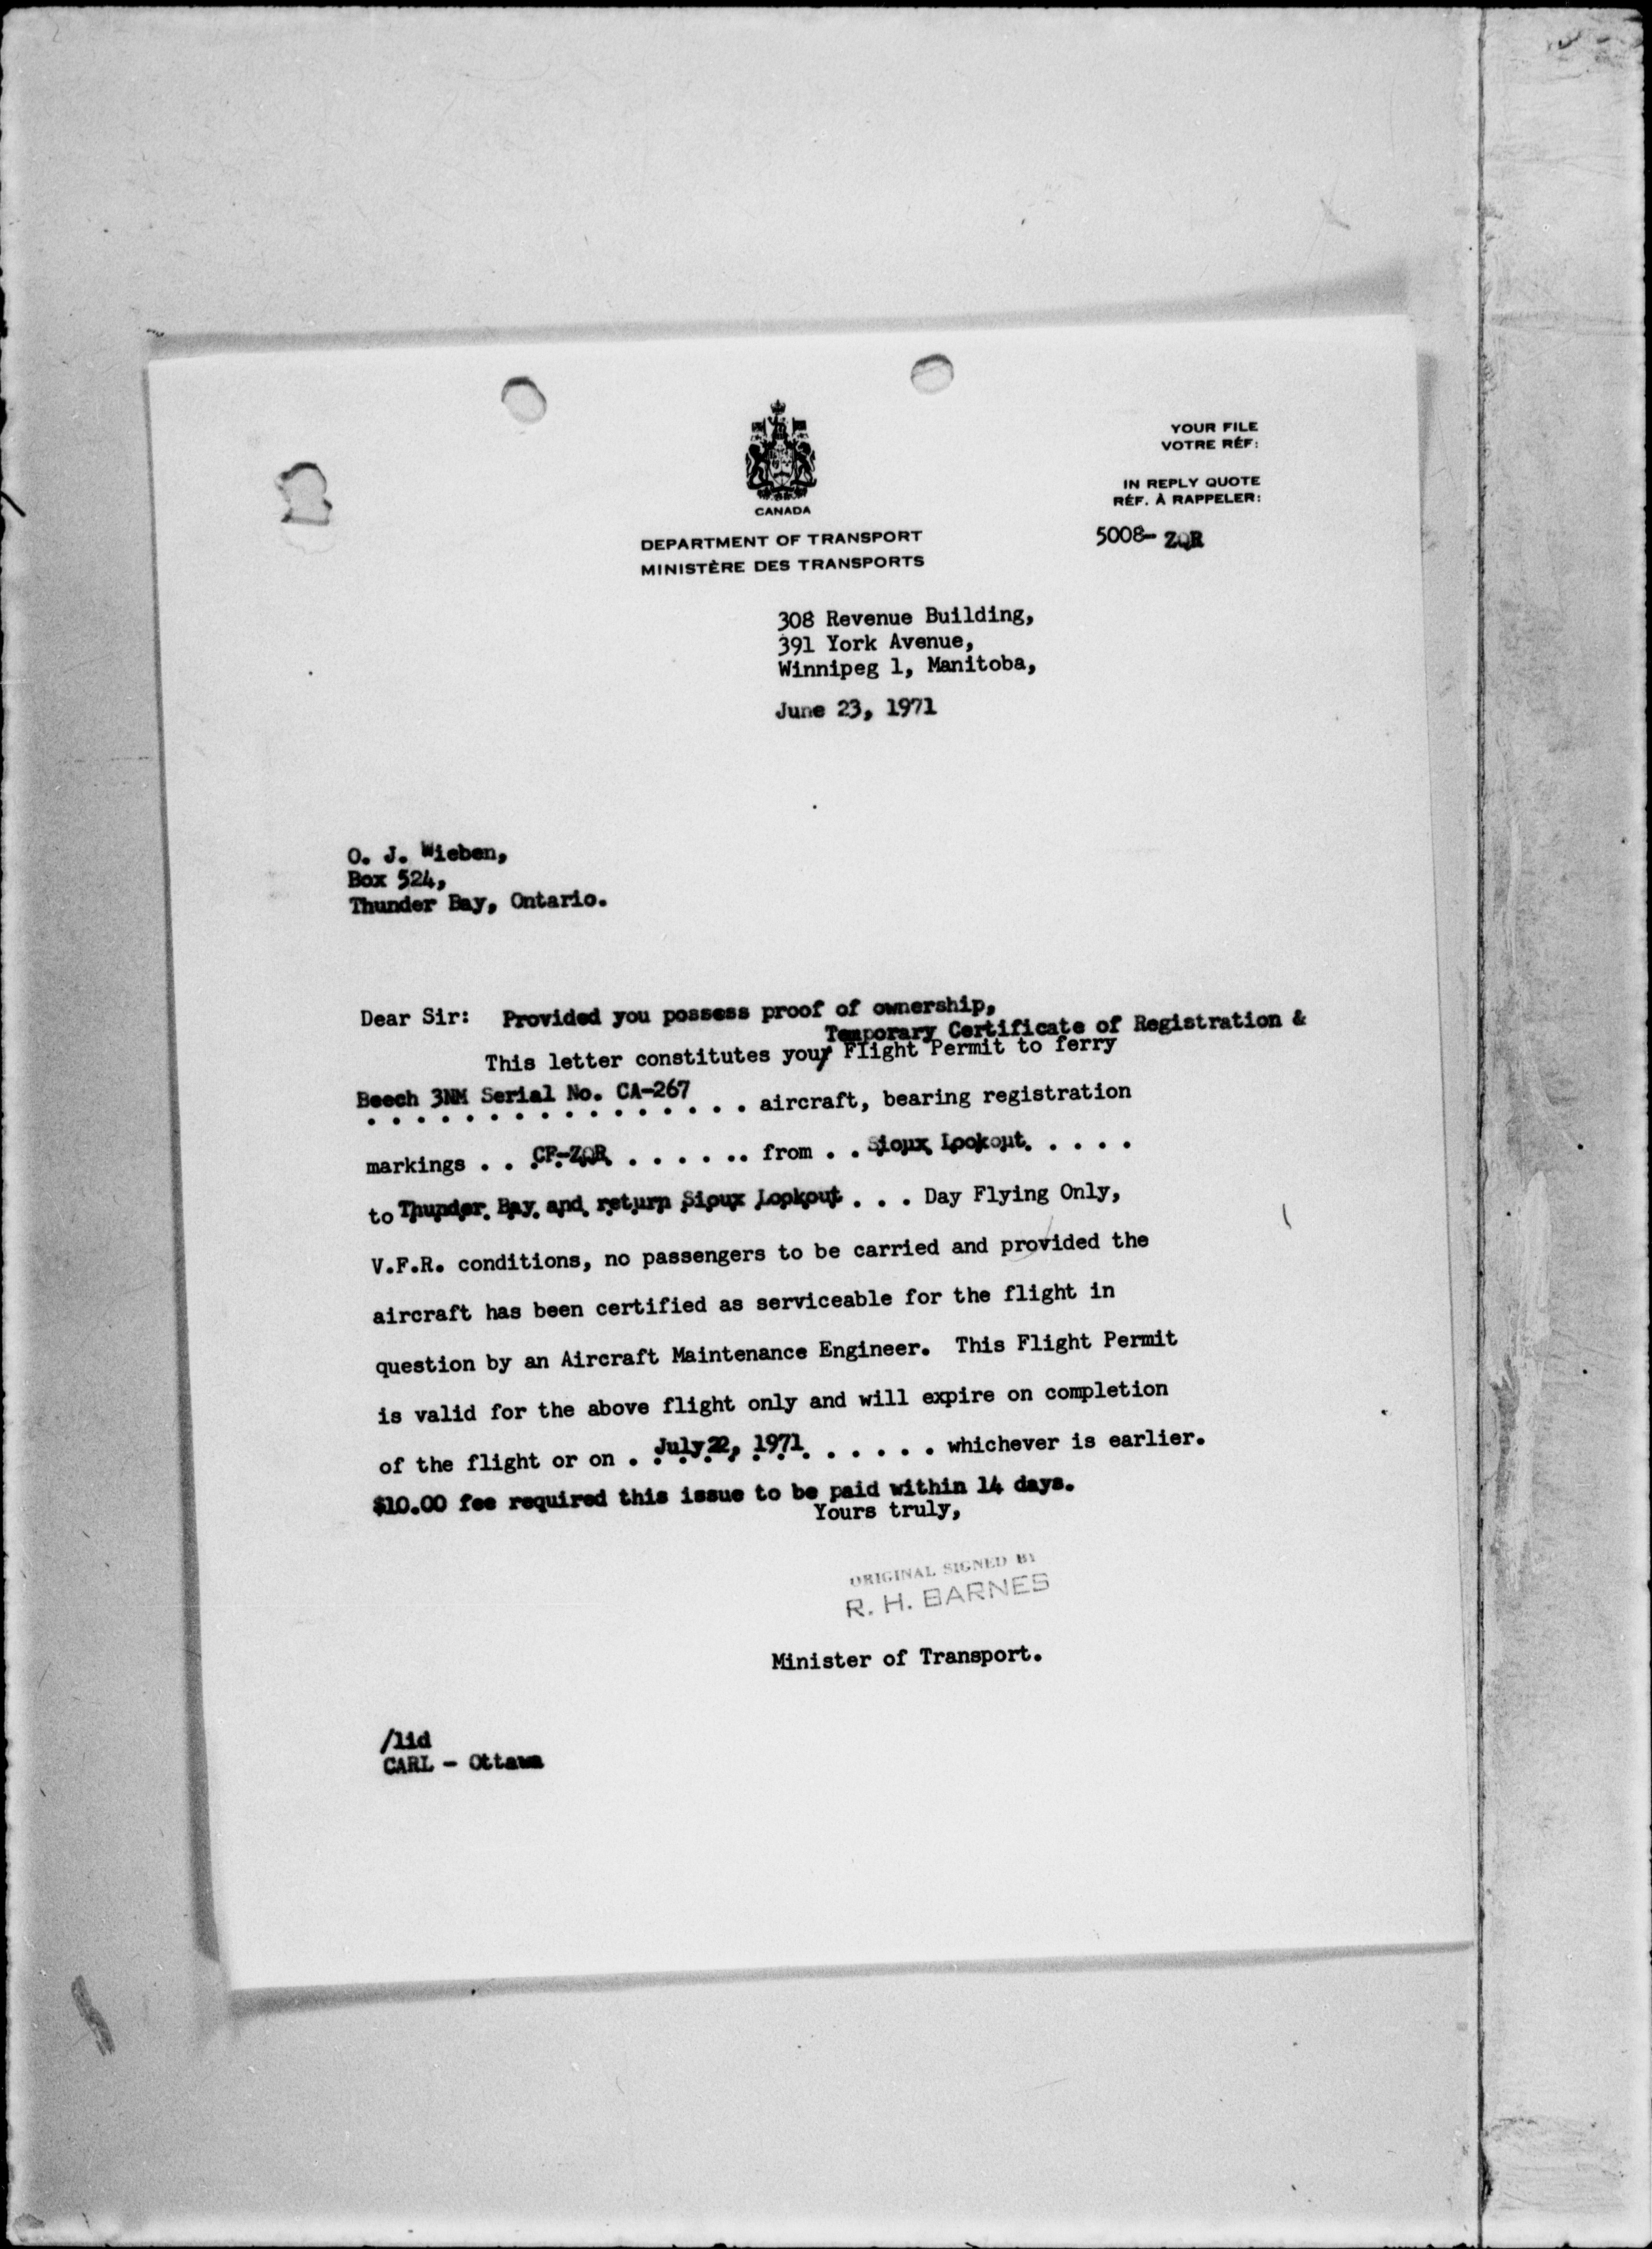 CANADA
DEPARTMENT OF TRANSPORT
MINISTÈRE DES TRANSPORTS
YOUR FILE
VOTRE RÉF:
IN REPLY QUOTE
RÉF. À RAPPELER:
5008- ZQR
308 Revenue Building,
391 York Avenue,
Winnipeg 1, Manitoba,
June 23, 1971
O. J. Wieben,
Box 524,
Thunder Bay, Ontario.
Dear Sir: Provided you possess proof of ownership,
Temporary Certificate of Registration &
This letter constitutes your/ Flight Permit to ferry
Beech 3NM Serial No. CA-267 . . aircraft, bearing registration
markings . . CF-ZQR . . . . . .. from . . Sioux Lookout. . . . .
to Thunder Bay and return Sioux Lookout . . . Day Flying Only,
V.F.R. conditions, no passengers to be carried and provided the
aircraft has been certified as serviceable for the flight in
question by an Aircraft Maintenance Engineer. This Flight Permit
is valid for the above flight only and will expire on completion
of the flight or on . July 22, 1971. . . . . . whichever is earlier.
$10.00 fee required this issue to be paid within 14 days.
Yours truly,
ORIGINAL SIGNED BY
R. H. BARNES
Minister of Transport.
/lid
CARL - Ottawa